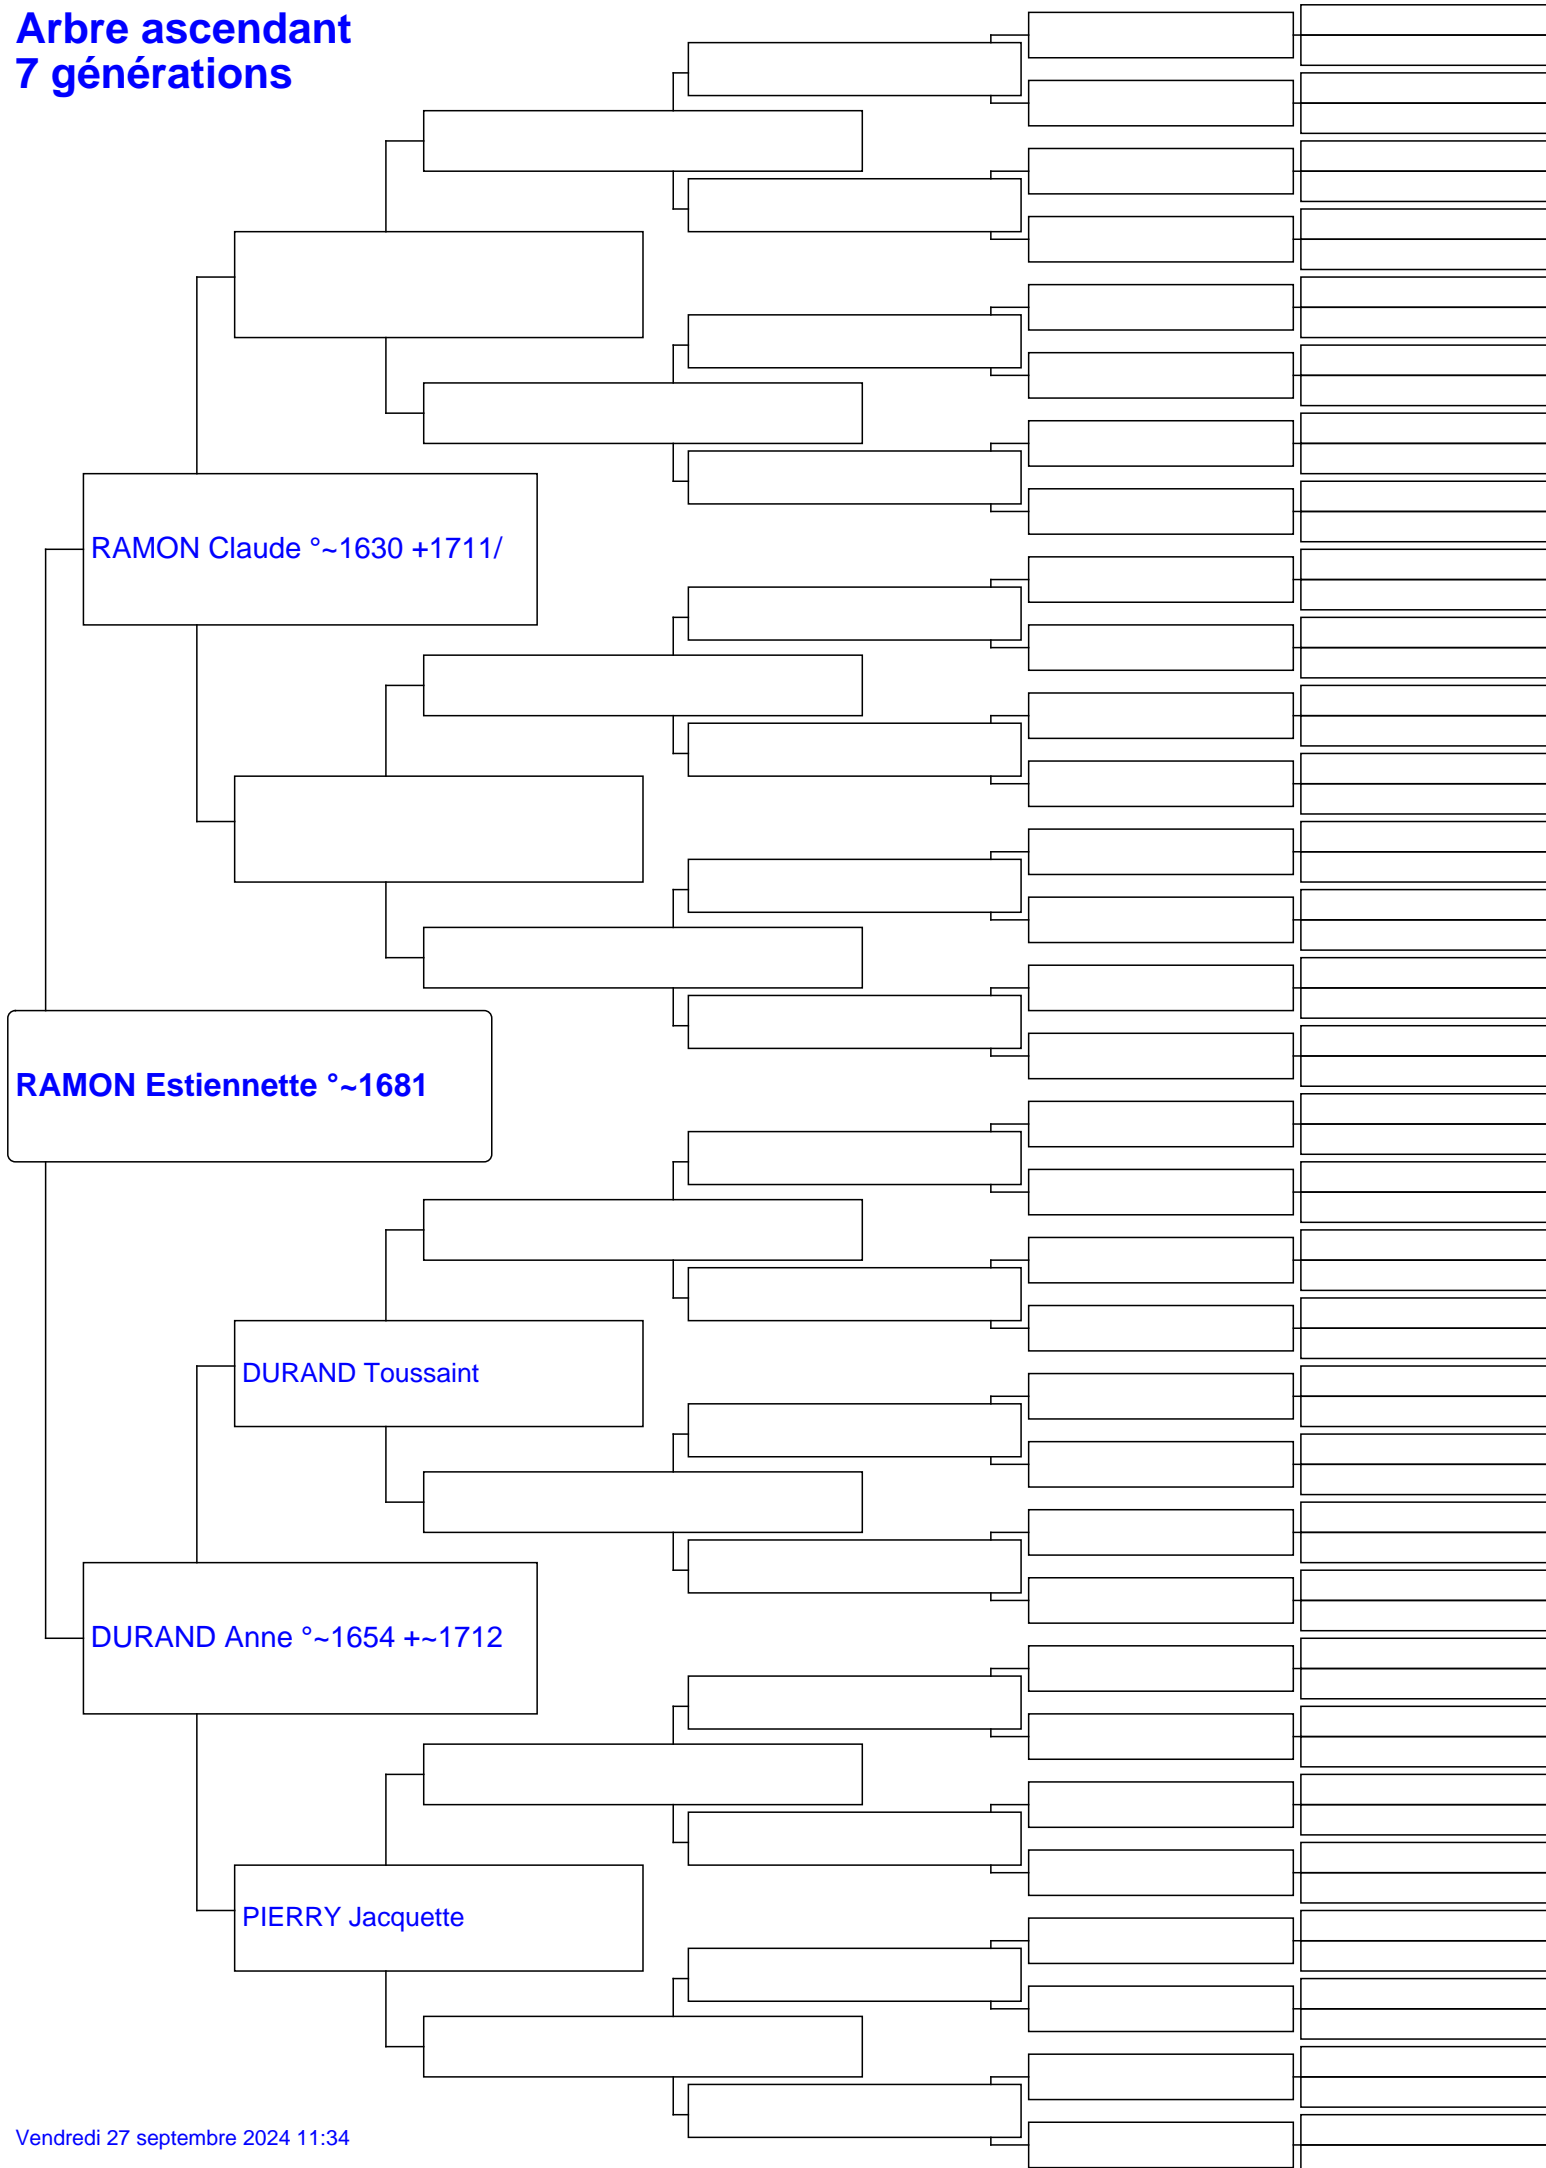 Arbre ascendant
7 générations
RAMON Claude °~1630 +1711/
RAMON Estiennette °~1681
DURAND Toussaint
DURAND Anne °~1654 +~1712
PIERRY Jacquette
Vendredi 27 septembre 2024 11:34